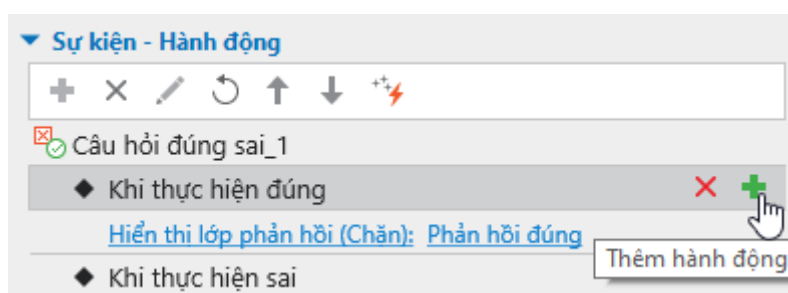 Sự kiện - Hành động
Câu hỏi đúng sai_1
Khi thực hiện đúng
Hiển thi lớp phản hồi (Chặn): Phản hồi đúng
Thêm hành động
Khi thực hiện sai